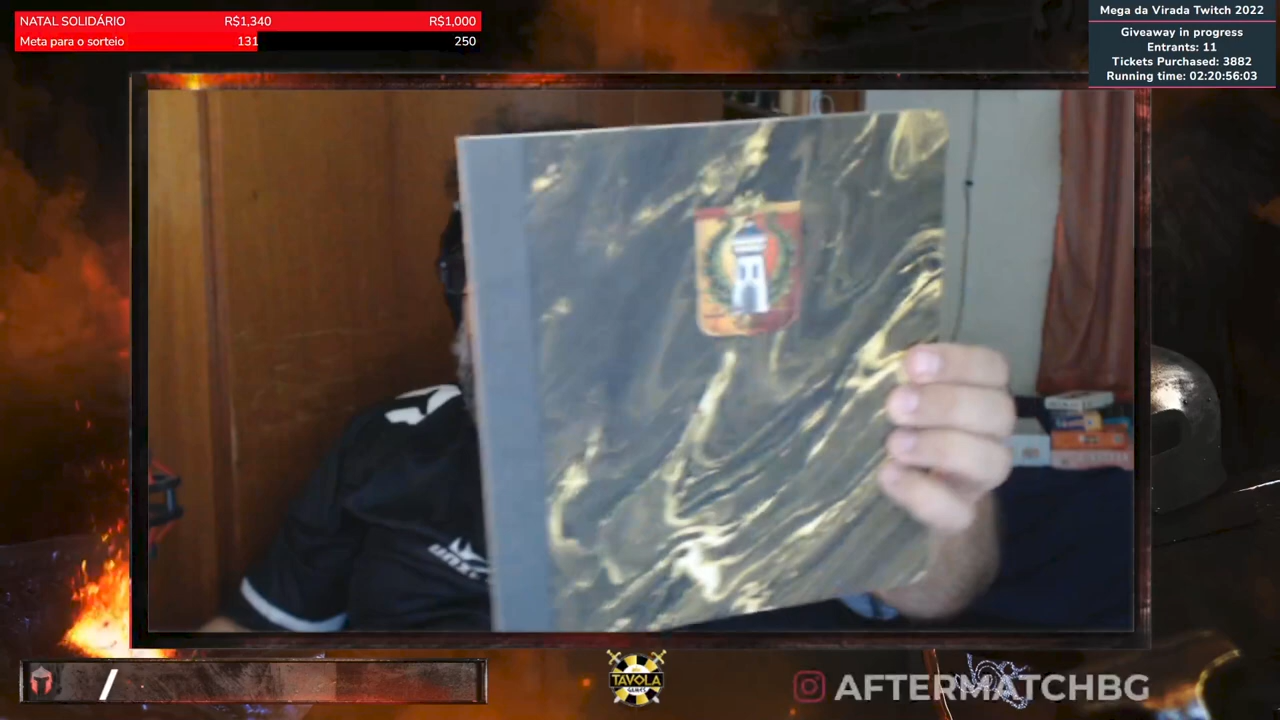 NATAL SOLIDÁRIO R$1,340 R$1,000
Meta para o sorteio 131 250
Mega da Virada Twitch 2022
Giveaway in progress
Entrants: 11
Tickets Purchased: 3882
Running time: 02:20:56:03
TAVOLA
GAMES
AFTERMATCHBG